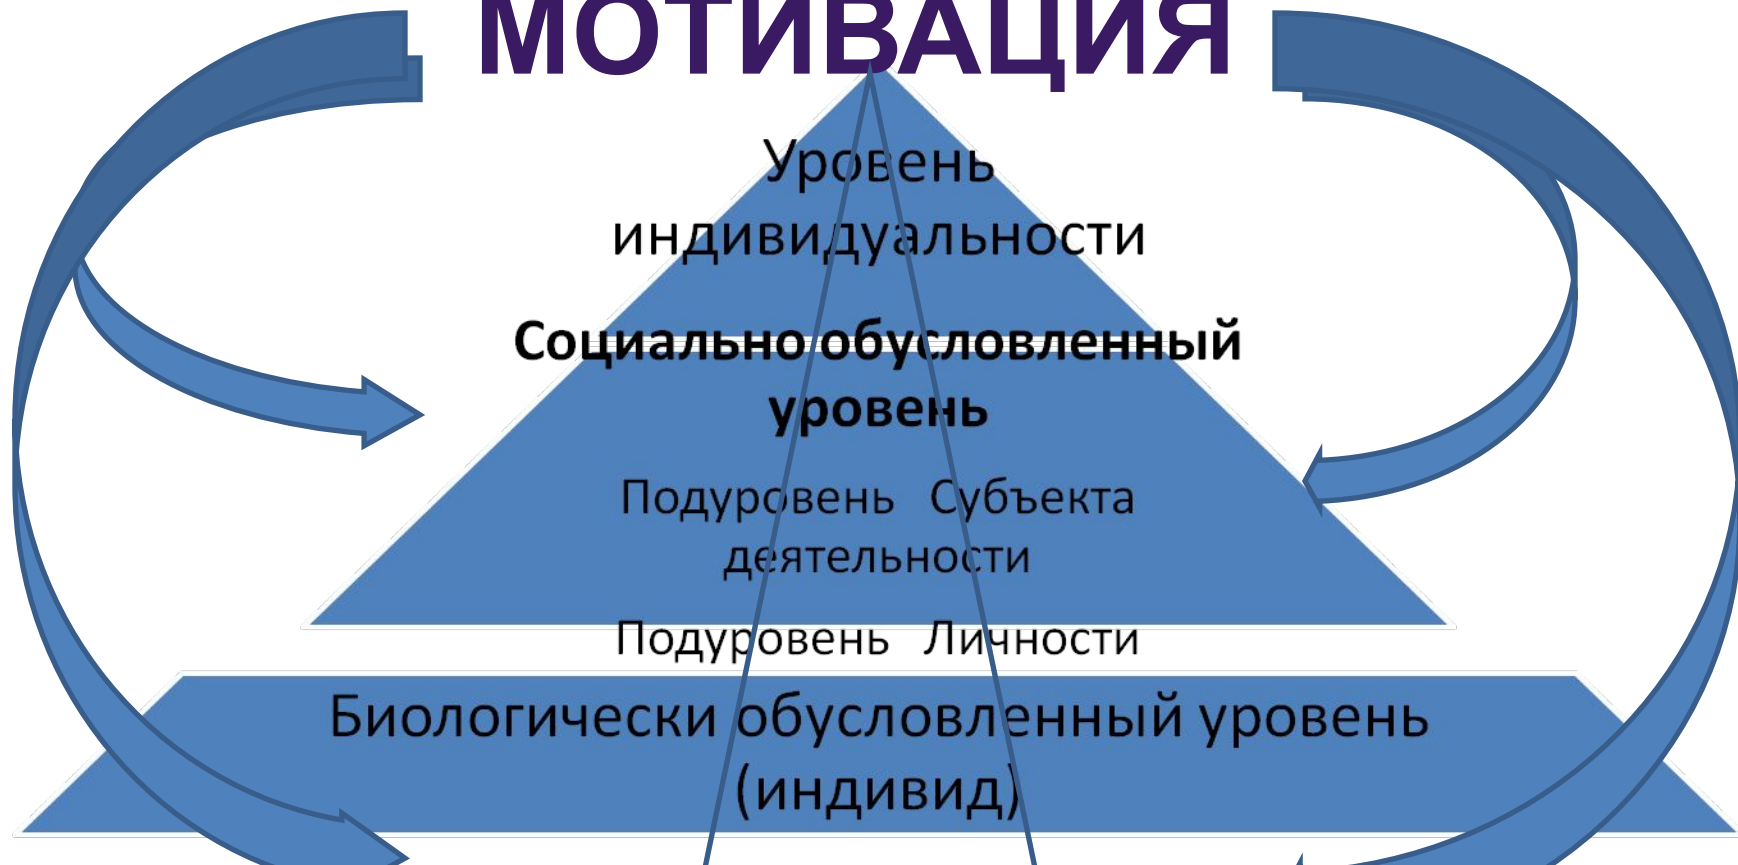 МОТИВАЦИЯ
Уровень
индивидуальности
Социально обусловленный
уровень
Подуровень Субъекта
деятельности
Подуровень Личности
Биологически обусловленный уровень
(индивид)